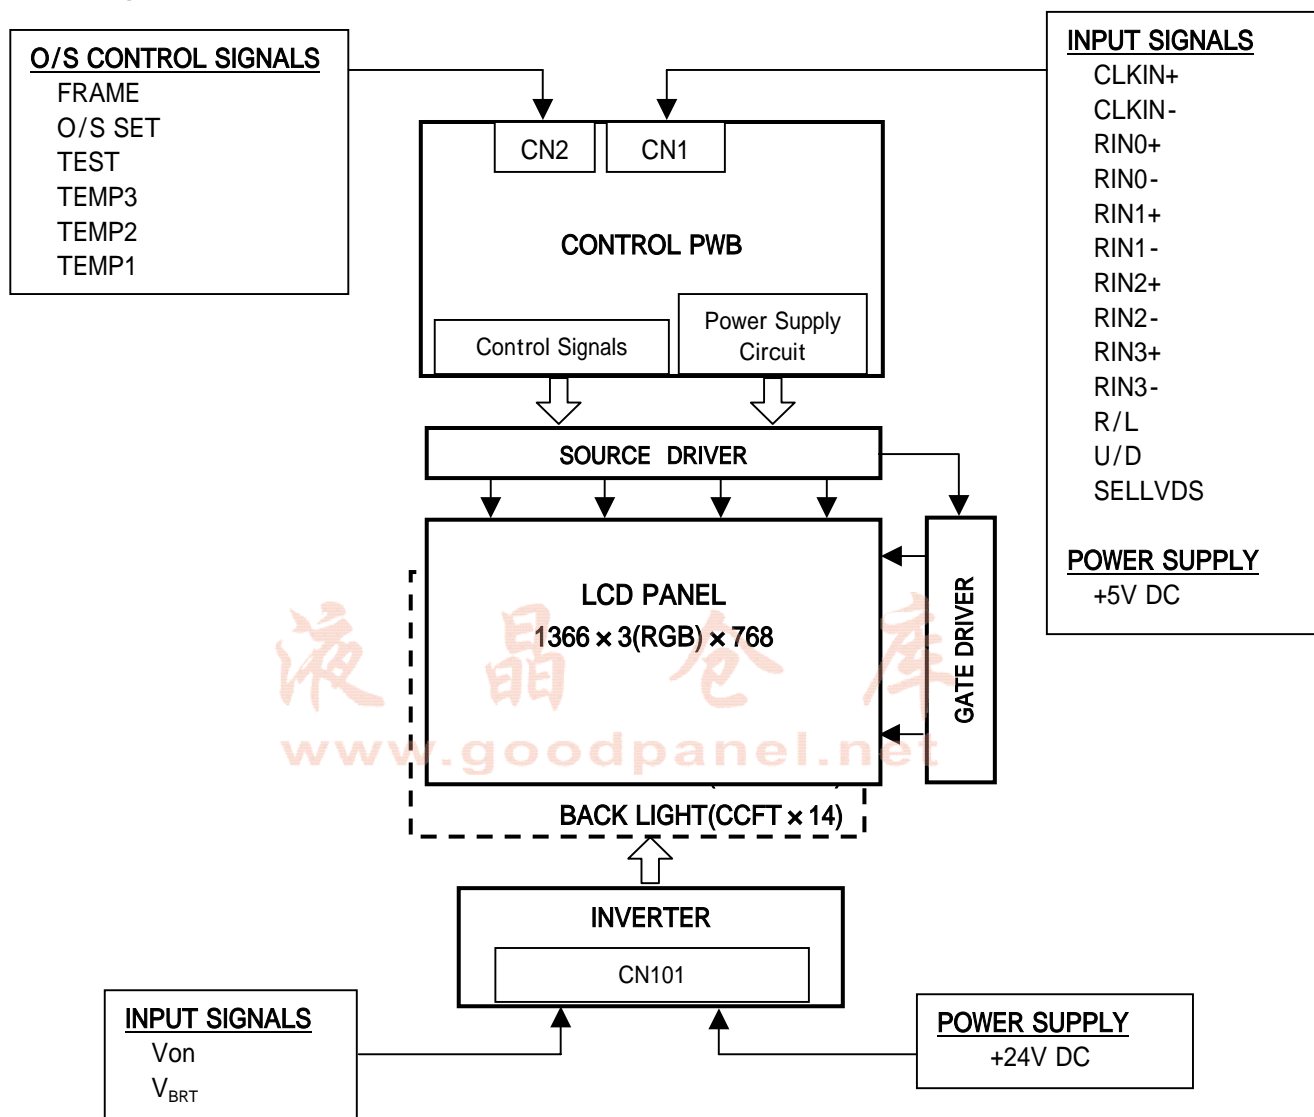 O/S CONTROL SIGNALS
FRAME
O/S SET
TEST
TEMP3
TEMP2
TEMP1
INPUT SIGNALS
CLKIN+
CLKIN-
RIN0+
RIN0-
RIN1+
RIN1-
RIN2+
RIN2-
RIN3+
RIN3-
R/L
U/D
SELLVDS
POWER SUPPLY
+5V DC
CN2
CN1
CONTROL PWB
Control Signals
Power Supply
Circuit
SOURCE DRIVER
LCD PANEL
1366 × 3(RGB) × 768
GATE DRIVER
液晶仓库
www.goodpanel.net
BACK LIGHT(CCFT × 14)
INVERTER
CN101
INPUT SIGNALS
Von
VBRT
POWER SUPPLY
+24V DC